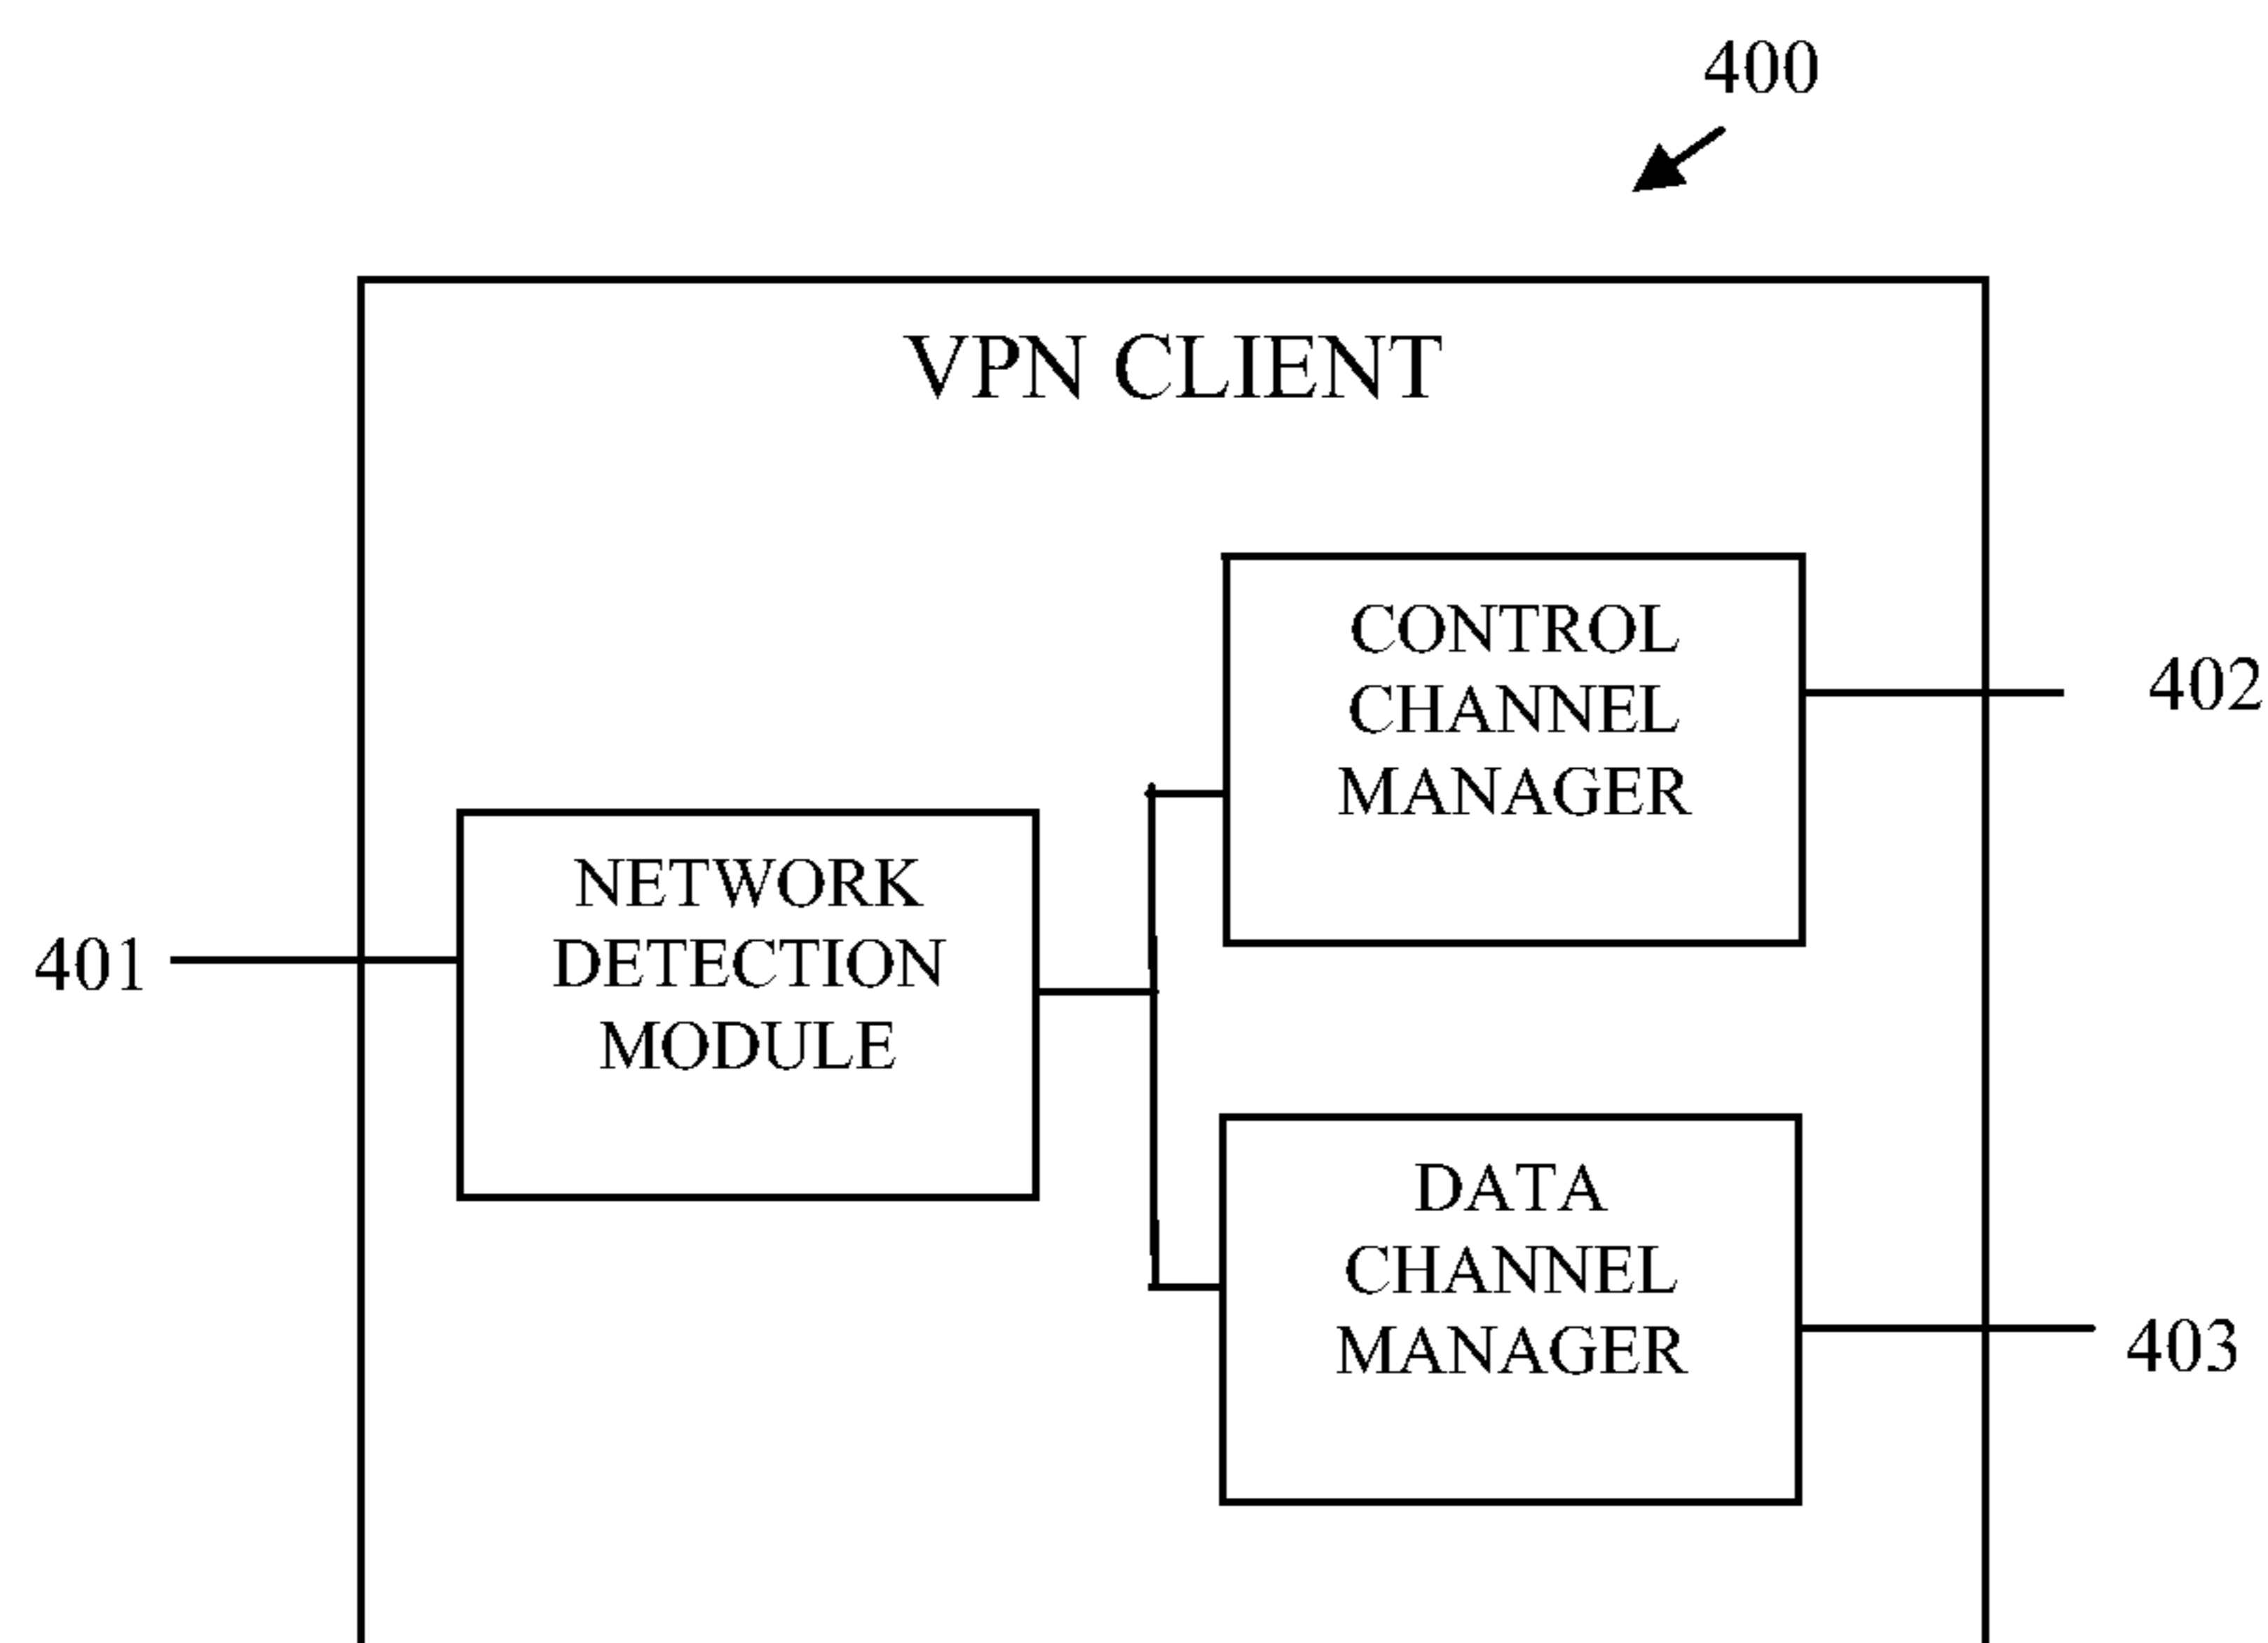 400
VPN CLIENT
CONTROL
CHANNEL
MANAGER
402
NETWORK
DETECTION
MODULE
401
DATA
CHANNEL
MANAGER
403